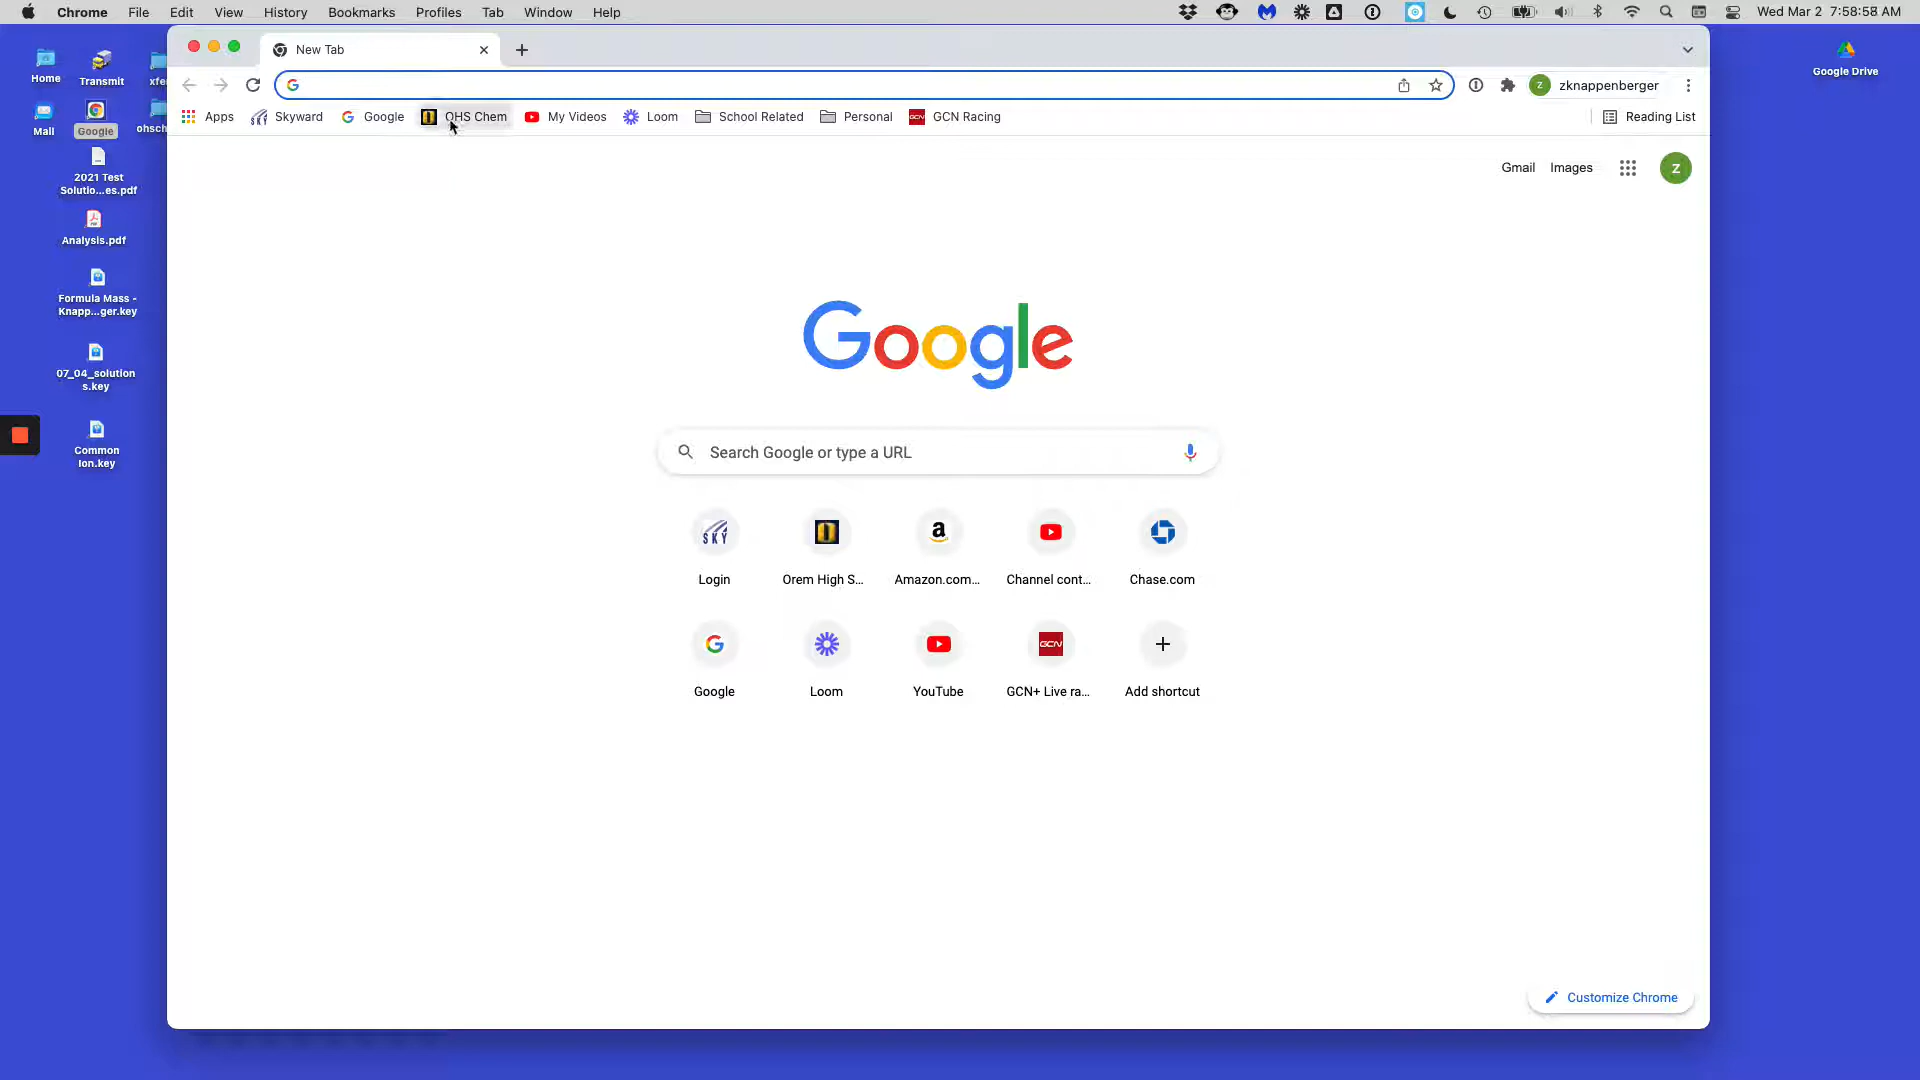 Chrome File Edit View History Bookmarks Profiles Tab Window Help Wed Mar 2 7:58:58 AM
New Tab
zknappenberger
Apps Skyward Google OHS Chem My Videos Loom School Related Personal GCN Racing Reading List
Gmail Images z
Google
Search Google or type a URL
Login Orem High S... Amazon.com... Channel cont... Chase.com
Google Loom YouTube GCN+ Live ra... Add shortcut
Customize Chrome
Home Transmit xfe
Mail Google ohsch
2021 Test
Solutio...es.pdf
Analysis.pdf
Formula Mass -
Knapp...ger.key
07_04_solution
s.key
Common
Ion.key
Google Drive